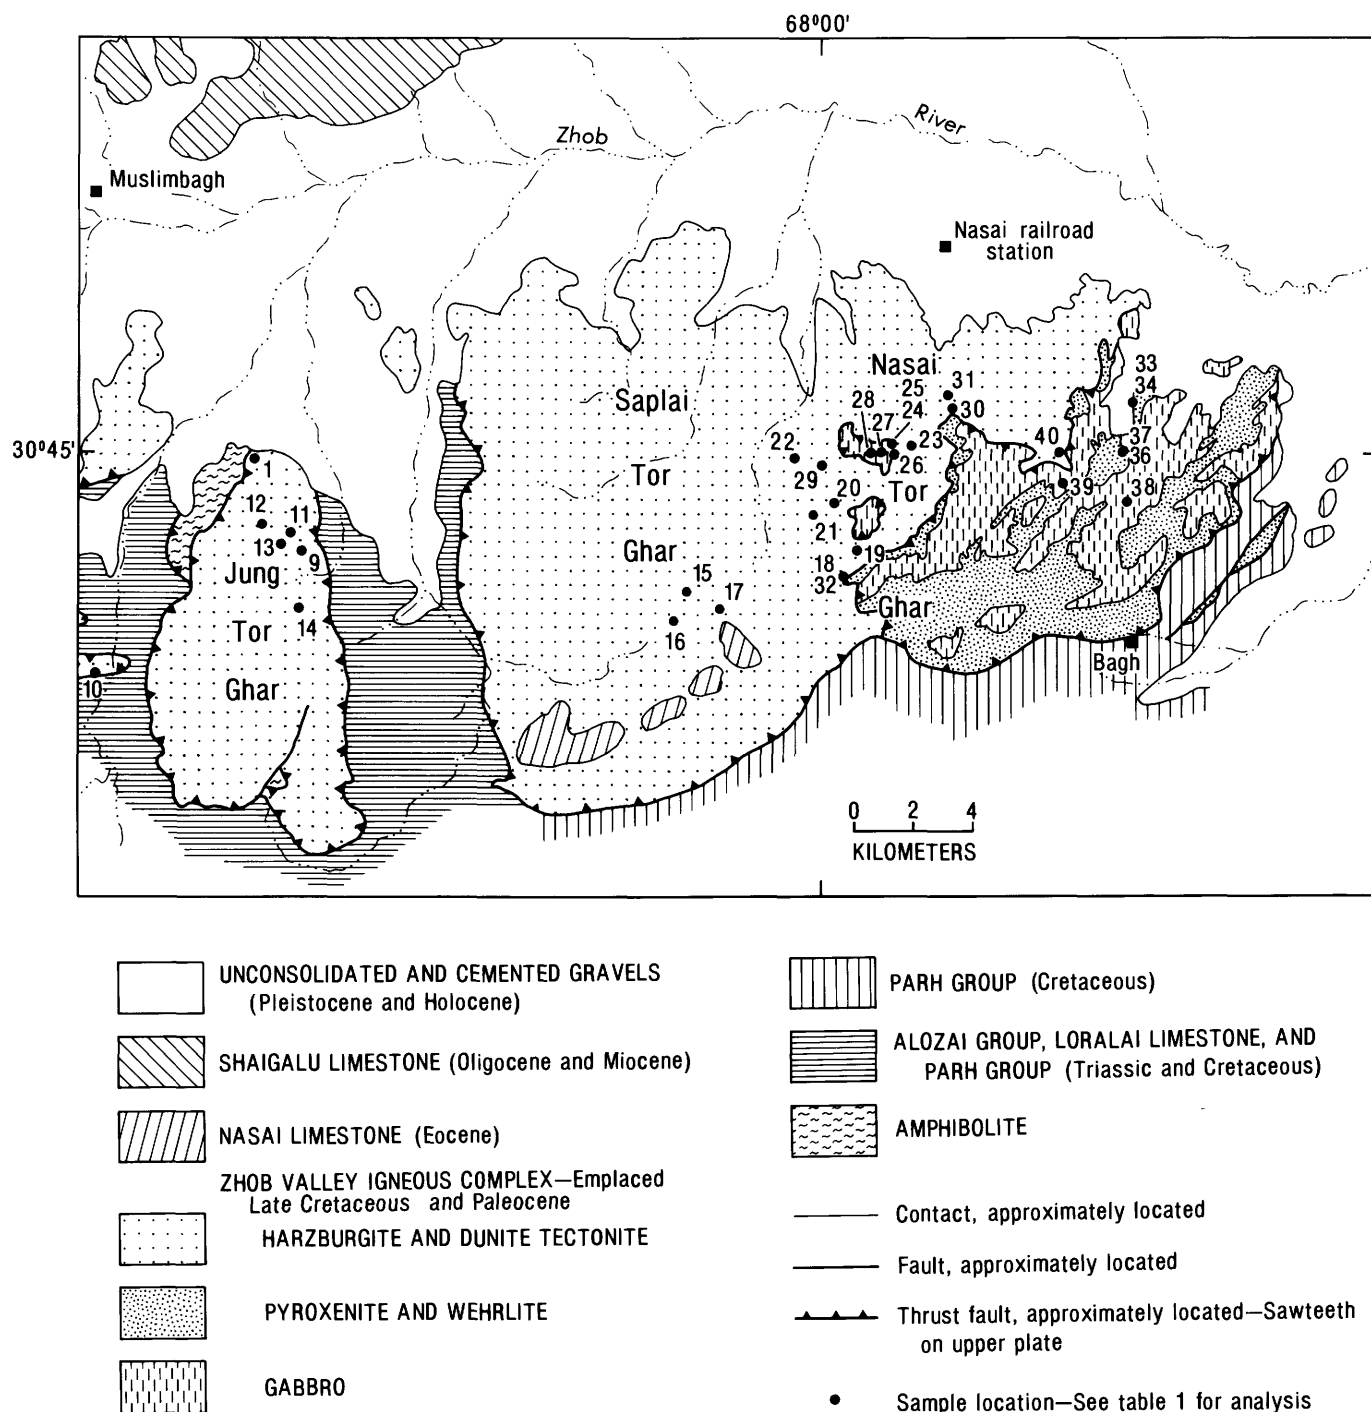 68⁰00'
River
Zhob
Muslimbagh
Nasai railroad
station
Nasai
33
34
25
31
28
24
30
27
Saplai
30⁰45'
22
23
40
37
36
1
26
29
Tor
Tor
39
38
12
20
11
21
13
9
Ghar
19
Jung
18
32
15
17
Ghar
14
16
Tor
Bagh
10
Ghar
0 2 4
KILOMETERS
UNCONSOLIDATED AND CEMENTED GRAVELS
(Pleistocene and Holocene)
SHAIGALU LIMESTONE (Oligocene and Miocene)
NASAI LIMESTONE (Eocene)
ZHOB VALLEY IGNEOUS COMPLEX—Emplaced
Late Cretaceous and Paleocene
HARZBURGITE AND DUNITE TECTONITE
PYROXENITE AND WEHRLITE
GABBRO
PARH GROUP (Cretaceous)
ALOZAI GROUP, LORALAI LIMESTONE, AND
PARH GROUP (Triassic and Cretaceous)
AMPHIBOLITE
Contact, approximately located
Fault, approximately located
Thrust fault, approximately located—Sawteeth
on upper plate
Sample location—See table 1 for analysis